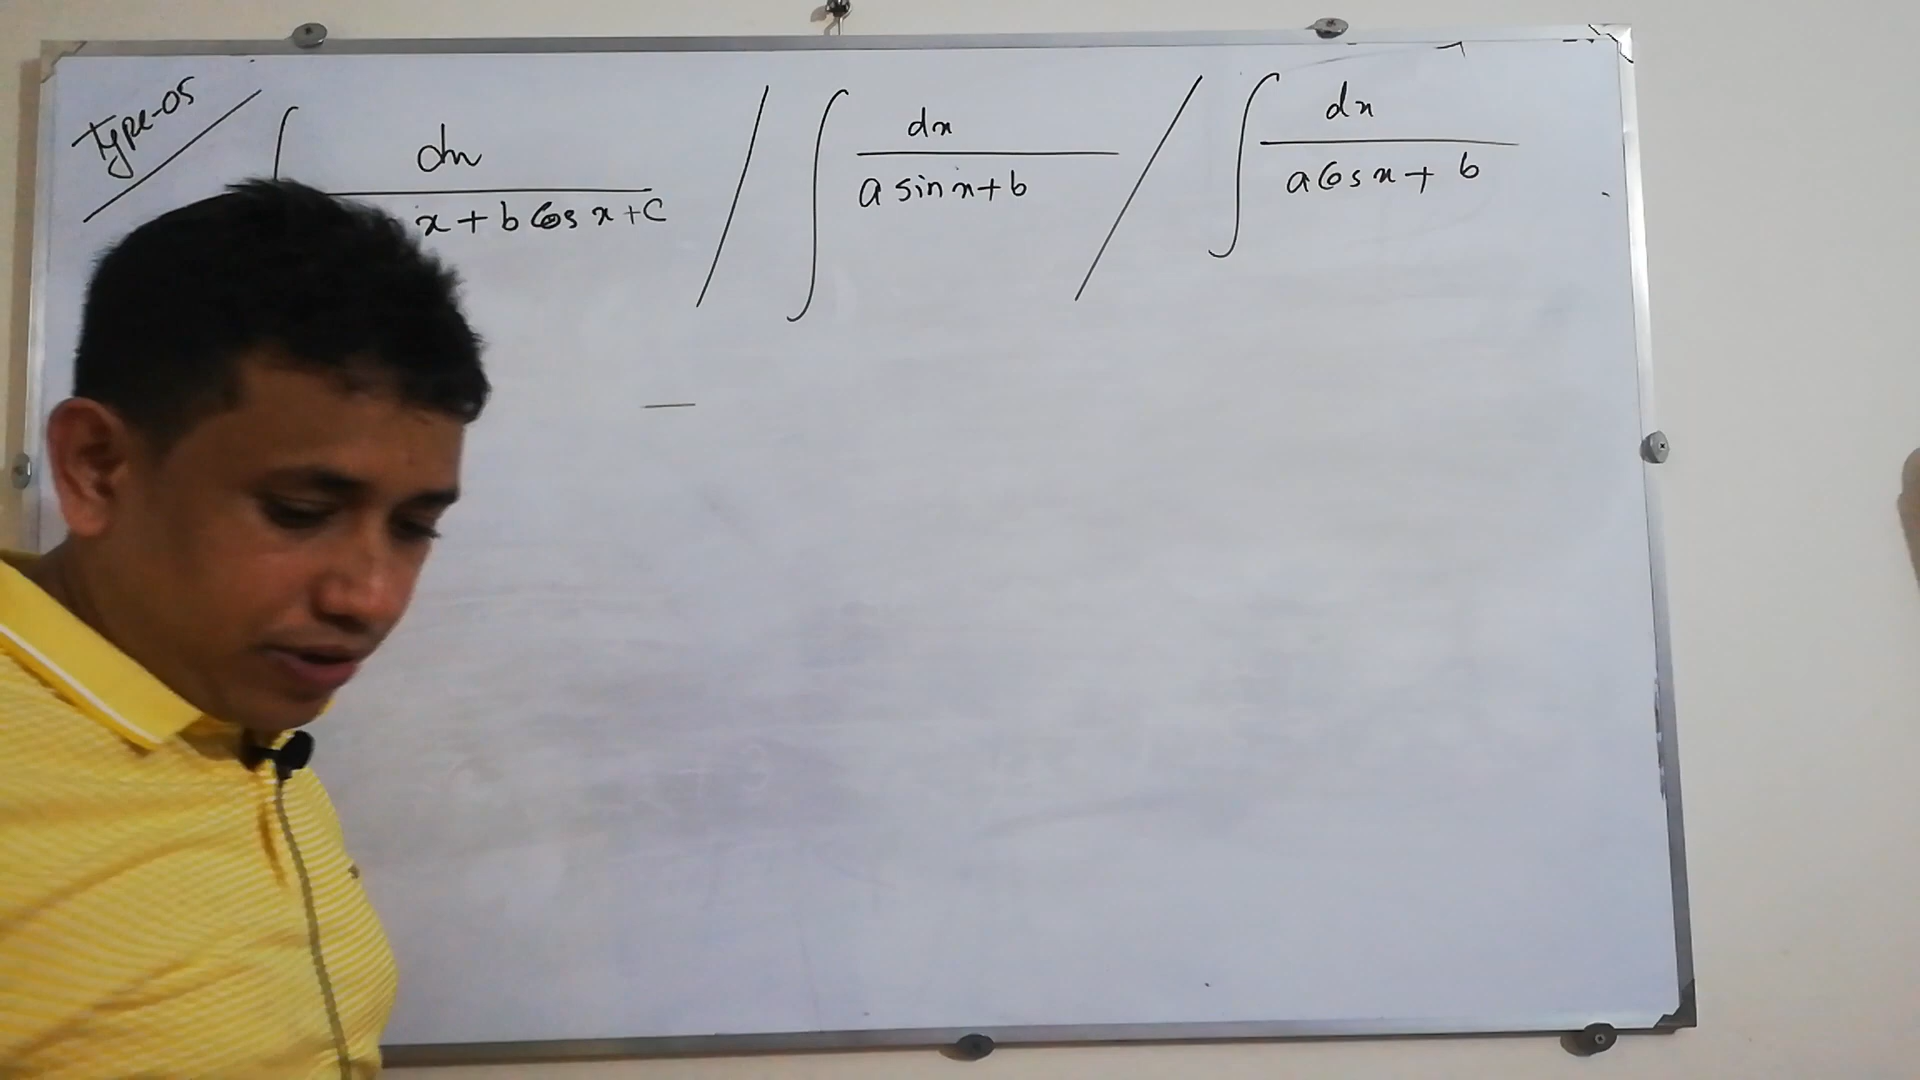 Type-05
∫ dx / x + b cos x + c / ∫ dx / a sin x + b / ∫ dx / a cos x + b